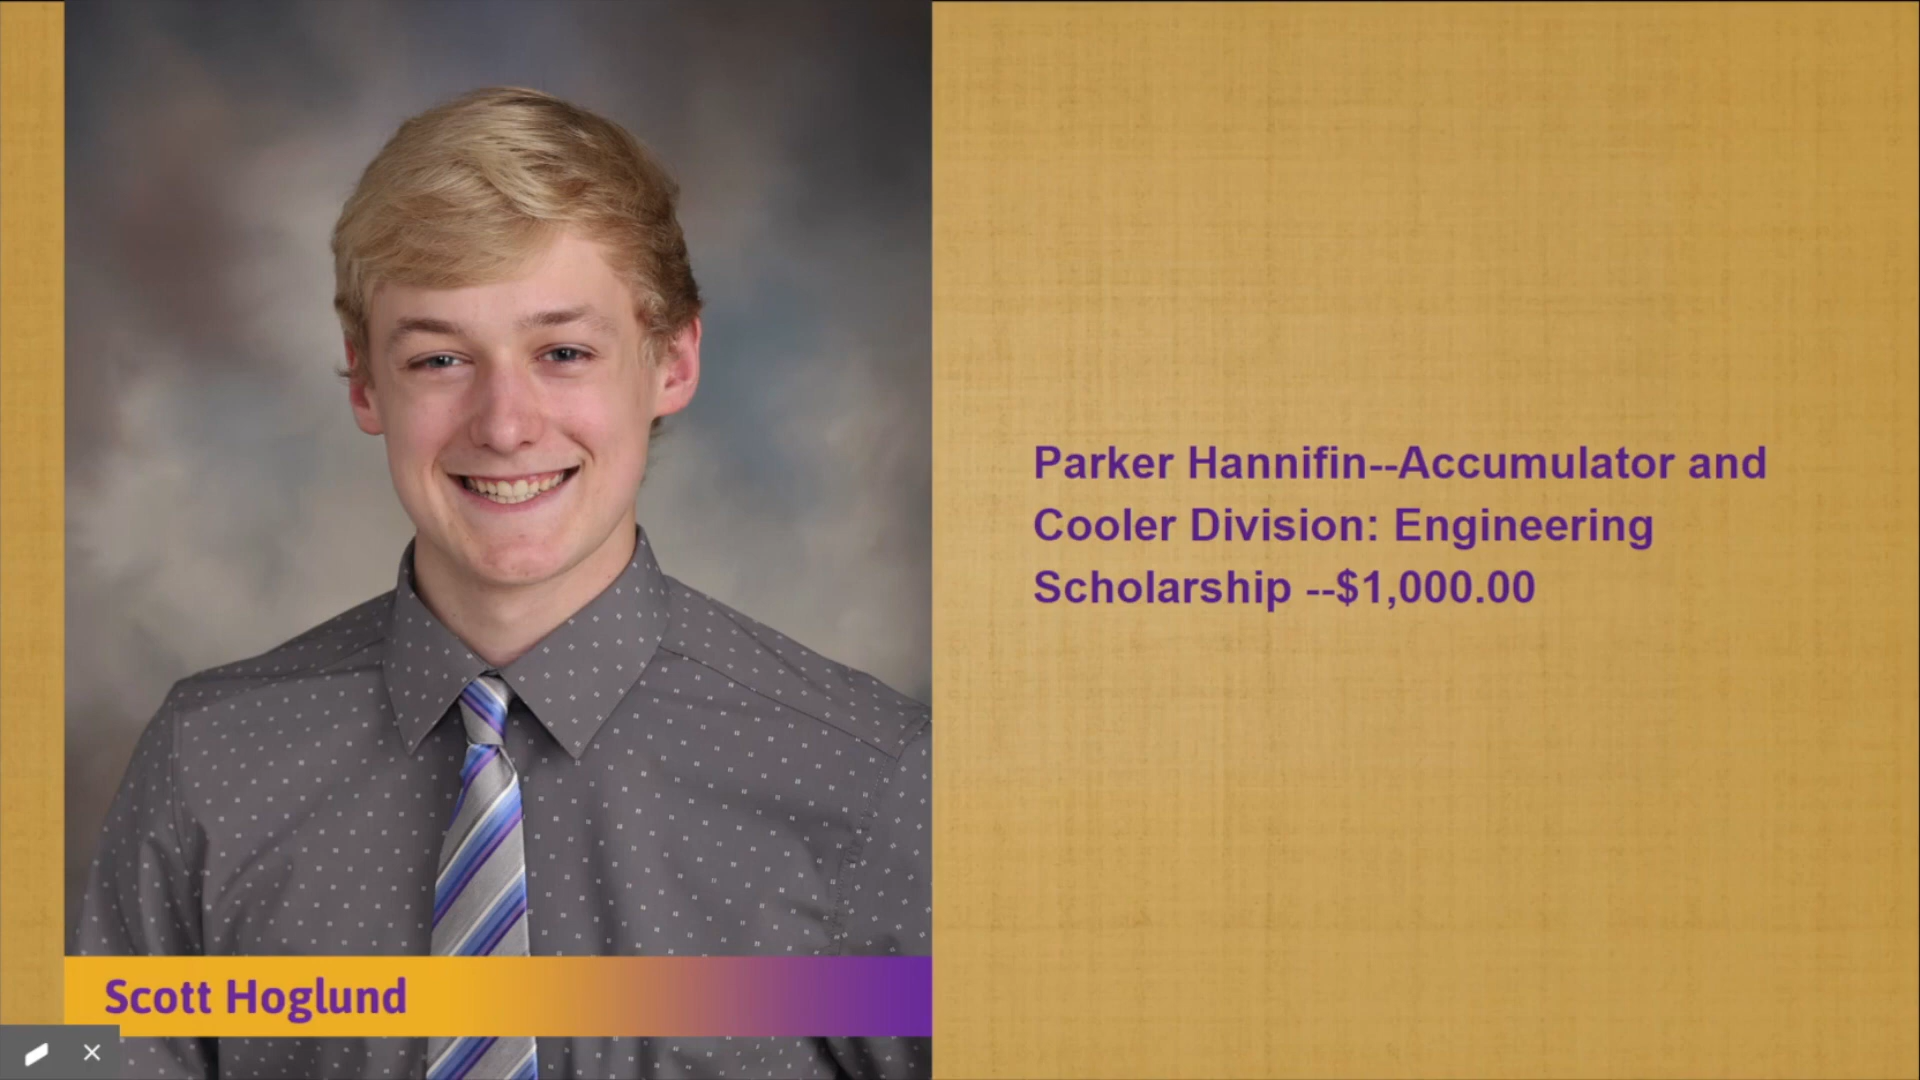 Parker Hannifin--Accumulator and
Cooler Division: Engineering
Scholarship --$1,000.00
Scott Hoglund